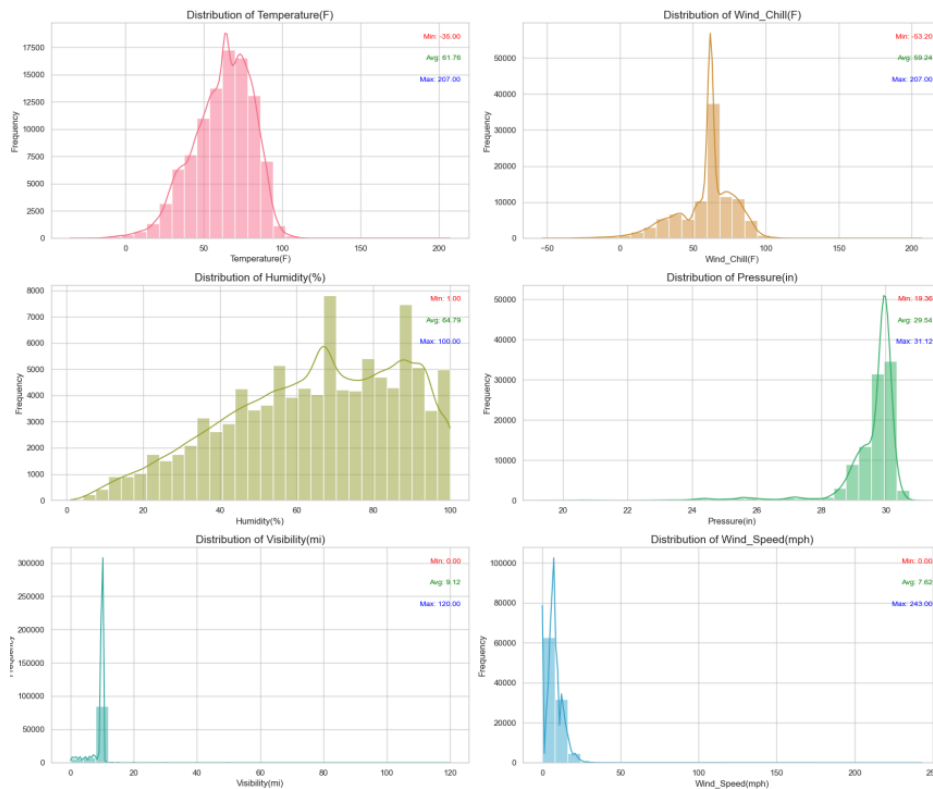 Distribution of Temperature(F)
Min: -35.00
Avg: 61.76
Max: 207.00
17500
15000
12500
10000
7500
5000
2500
0
Frequency
0
50
100
150
200
Temperature(F)
Distribution of Wind_Chill(F)
Min: -53.20
Avg: 59.24
Max: 207.00
50000
40000
30000
20000
10000
0
Frequency
-50
0
50
100
150
200
Wind_Chill(F)
Distribution of Humidity(%)
Min: 1.00
Avg: 64.79
Max: 100.00
8000
7000
6000
5000
4000
3000
2000
1000
0
Frequency
0
20
40
60
80
100
Humidity(%)
Distribution of Pressure(in)
Min: 19.36
Avg: 29.54
Max: 31.12
50000
40000
30000
20000
10000
0
Frequency
20
22
24
26
28
30
Pressure(in)
Distribution of Visibility(mi)
Min: 0.00
Avg: 9.12
Max: 120.00
300000
250000
200000
150000
100000
50000
0
Frequency
0
20
40
60
80
100
120
Visibility(mi)
Distribution of Wind_Speed(mph)
Min: 0.00
Avg: 7.62
Max: 243.00
100000
80000
60000
40000
20000
0
Frequency
0
50
100
150
200
250
Wind_Speed(mph)